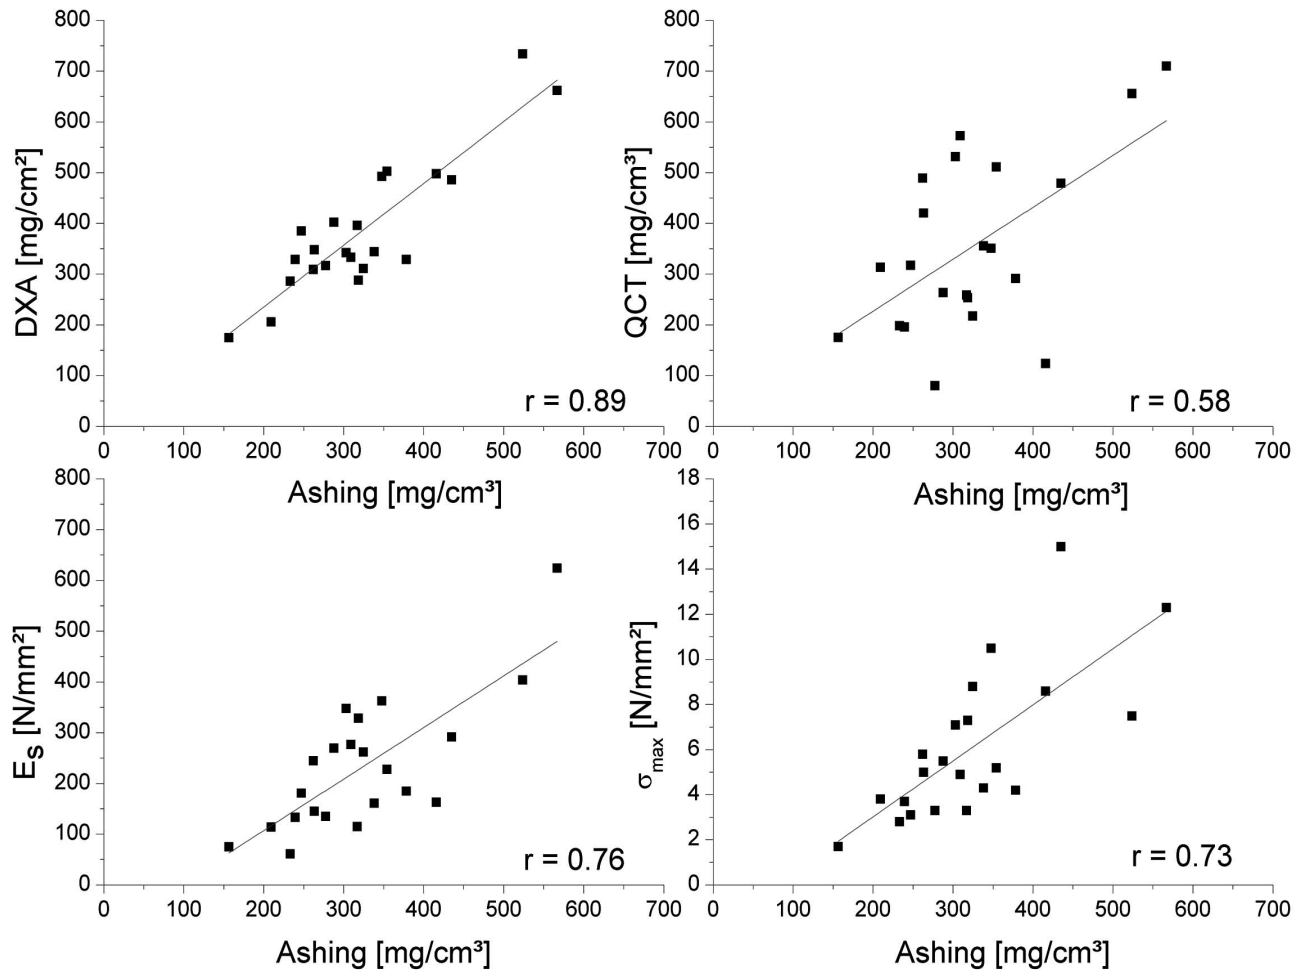 800
700
600
500
400
300
200
100
0
DXA [mg/cm²]
r = 0.89
0 100 200 300 400 500 600 700
Ashing [mg/cm³]
800
700
600
500
400
300
200
100
0
QCT [mg/cm³]
r = 0.58
0 100 200 300 400 500 600 700
Ashing [mg/cm³]
800
700
600
500
400
300
200
100
0
Es [N/mm²]
r = 0.76
0 100 200 300 400 500 600 700
Ashing [mg/cm³]
18
16
14
12
10
8
6
4
2
0
σmax [N/mm²]
r = 0.73
0 100 200 300 400 500 600 700
Ashing [mg/cm³]